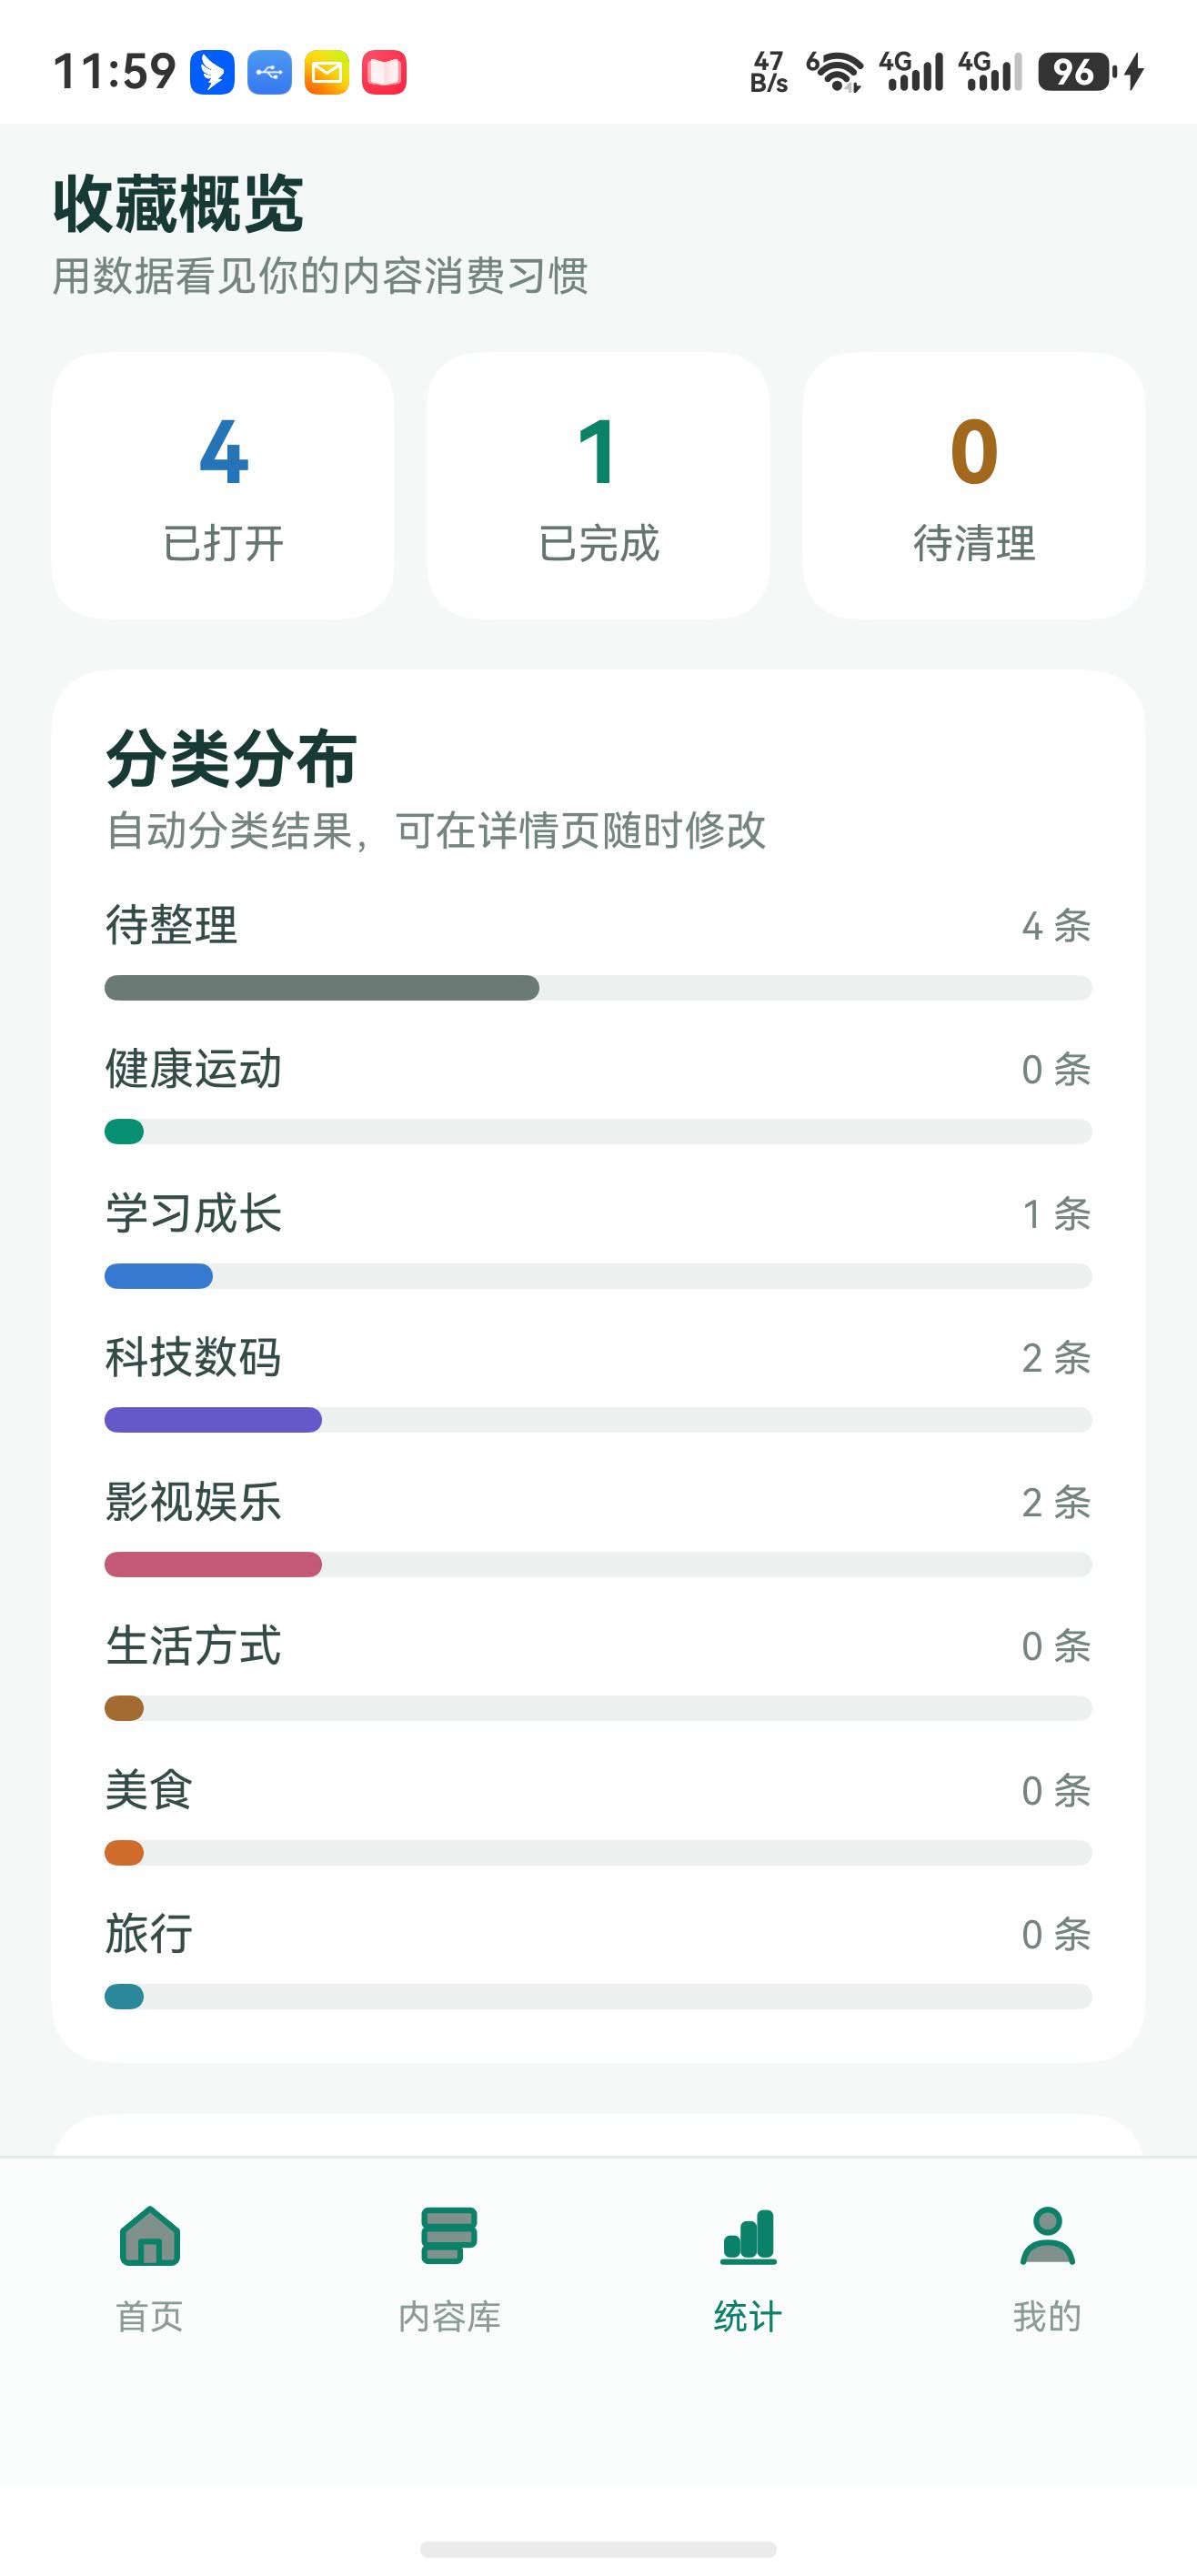 11:59
47 B/s
6
4G
4G
96
收藏概览
用数据看见你的内容消费习惯
4
已打开
1
已完成
0
待清理
分类分布
自动分类结果，可在详情页随时修改
待整理 4 条
健康运动 0 条
学习成长 1 条
科技数码 2 条
影视娱乐 2 条
生活方式 0 条
美食 0 条
旅行 0 条
首页
内容库
统计
我的